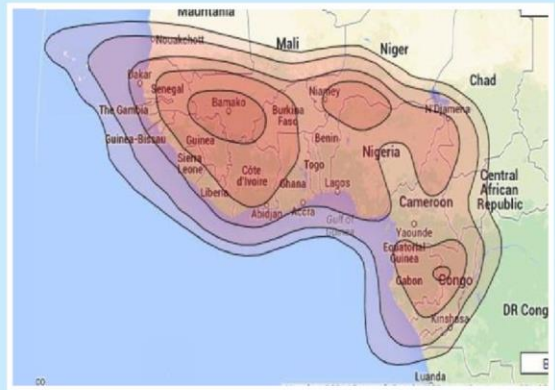 Mauritania
Nouakchott
Mali
Niger
Chad
Dakar
Senegal
Bamako
Niamey
N'Djamena
The Gambia
Burkina
Faso
Guinea-Bissau
Guinea
Benin
Nigeria
Sierra
Leone
Côte
d'Ivoire
Togo
Ghana
Lagos
Liberia
Abidjan
Accra
Gulf of
Guinea
Central
African
Republic
Cameroon
Yaounde
Equatorial
Guinea
Gabon
Congo
Kinshasa
DR Cong
Luanda